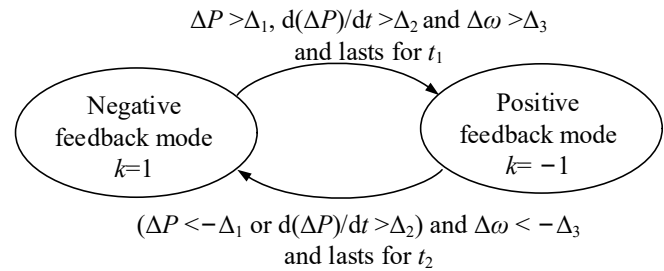 ΔP >Δ₁, d(ΔP)/dt >Δ₂ and Δω >Δ₃
and lasts for t₁
Negative
feedback mode
k=1
Positive
feedback mode
k= −1
(ΔP <−Δ₁ or d(ΔP)/dt >Δ₂) and Δω < −Δ₃
and lasts for t₂